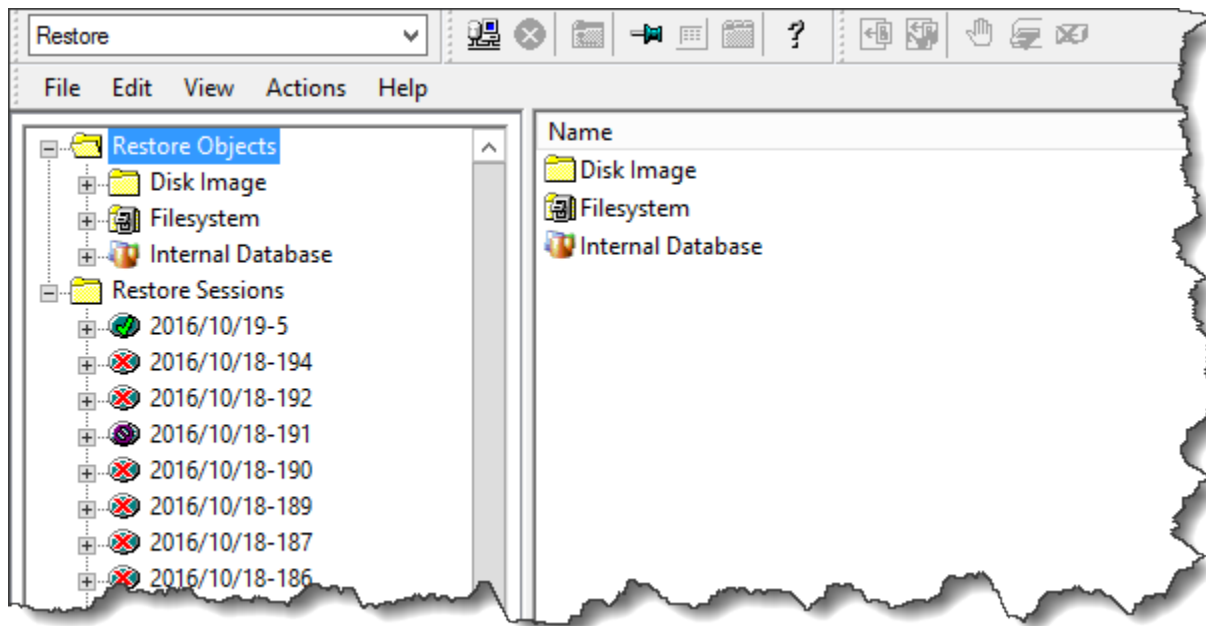 Restore
File Edit View Actions Help
Restore Objects
Disk Image
Filesystem
Internal Database
Restore Sessions
2016/10/19-5
2016/10/18-194
2016/10/18-192
2016/10/18-191
2016/10/18-190
2016/10/18-189
2016/10/18-187
2016/10/18-186
Name
Disk Image
Filesystem
Internal Database